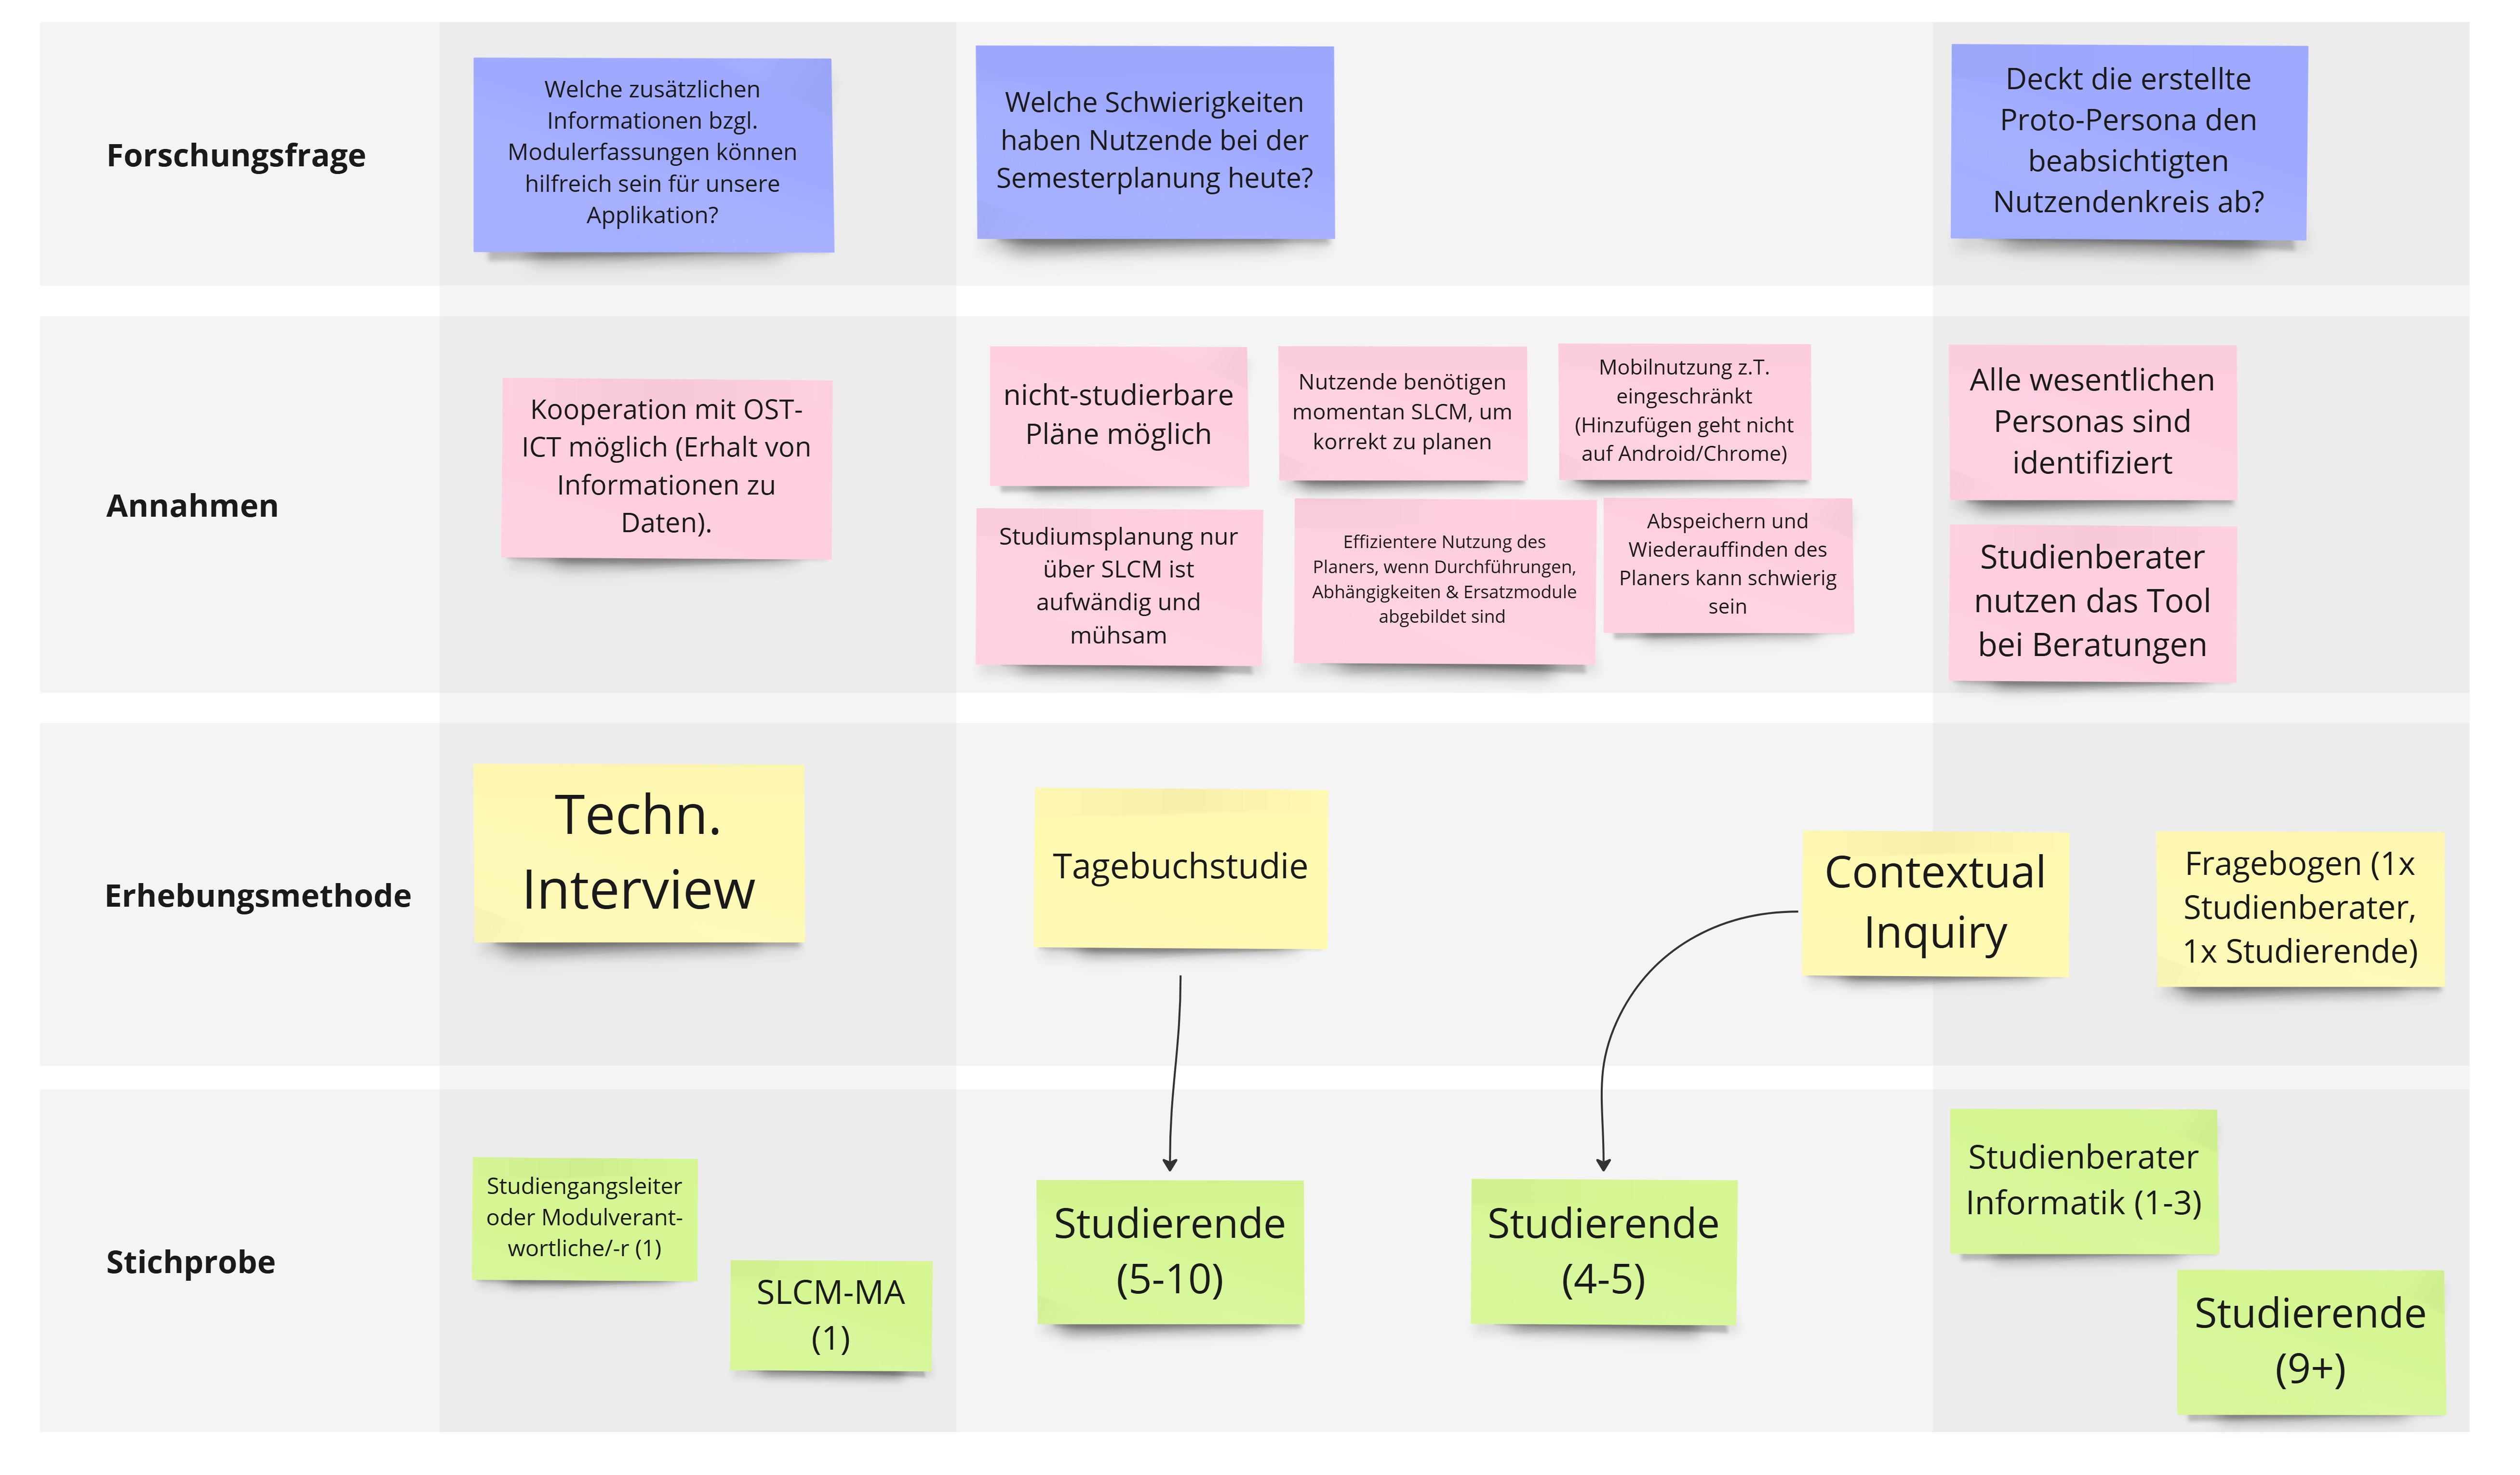 Forschungsfrage
Welche zusätzlichen
Informationen bzgl.
Modulerfassungen können
hilfreich sein für unsere
Applikation?
Welche Schwierigkeiten
haben Nutzende bei der
Semesterplanung heute?
Deckt die erstellte
Proto-Persona den
beabsichtigten
Nutzendenkreis ab?
Annahmen
Kooperation mit OST-
ICT möglich (Erhalt von
Informationen zu
Daten).
nicht-studierbare
Pläne möglich
Nutzende benötigen
momentan SLCM, um
korrekt zu planen
Mobilnutzung z.T.
eingeschränkt
(Hinzufügen geht nicht
auf Android/Chrome)
Studiumsplanung nur
über SLCM ist
aufwändig und
mühsam
Effizientere Nutzung des
Planers, wenn Durchführungen,
Abhängigkeiten & Ersatzmodule
abgebildet sind
Abspeichern und
Wiederauffinden des
Planers kann schwierig
sein
Alle wesentlichen
Personas sind
identifiziert
Studienberater
nutzen das Tool
bei Beratungen
Erhebungsmethode
Techn.
Interview
Tagebuchstudie
Contextual
Inquiry
Fragebogen (1x
Studienberater,
1x Studierende)
Stichprobe
Studiengangsleiter
oder Modulverant-
wortliche/-r (1)
SLCM-MA
(1)
Studierende
(5-10)
Studierende
(4-5)
Studienberater
Informatik (1-3)
Studierende
(9+)